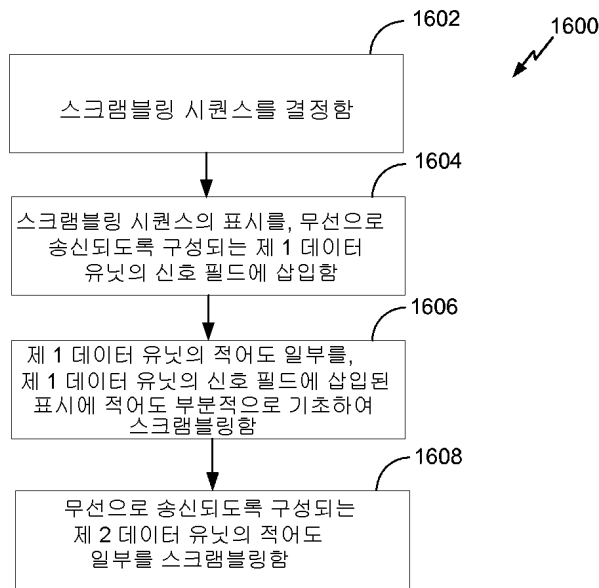 1602
1600
스크램블링 시퀀스를 결정함
1604
스크램블링 시퀀스의 표시를, 무선으로
송신되도록 구성되는 제 1 데이터
유닛의 신호 필드에 삽입함
1606
제 1 데이터 유닛의 적어도 일부를,
제 1 데이터 유닛의 신호 필드에 삽입된
표시에 적어도 부분적으로 기초하여
스크램블링함
1608
무선으로 송신되도록 구성되는
제 2 데이터 유닛의 적어도
일부를 스크램블링함